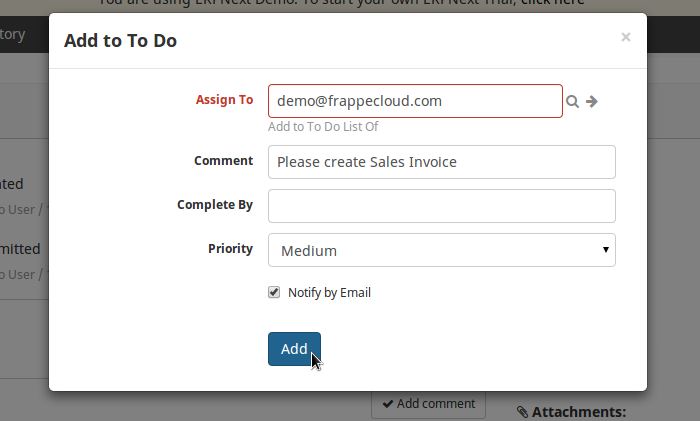 You are using ERPNext Demo. To start your own ERPNext Trial, click here
tory
Add to To Do
×
Assign To
demo@frappecloud.com
Add to To Do List Of
Comment
Please create Sales Invoice
Complete By
Priority
Medium
Notify by Email
Add
ated
o User /
mitted
o User /
Add comment
Attachments: